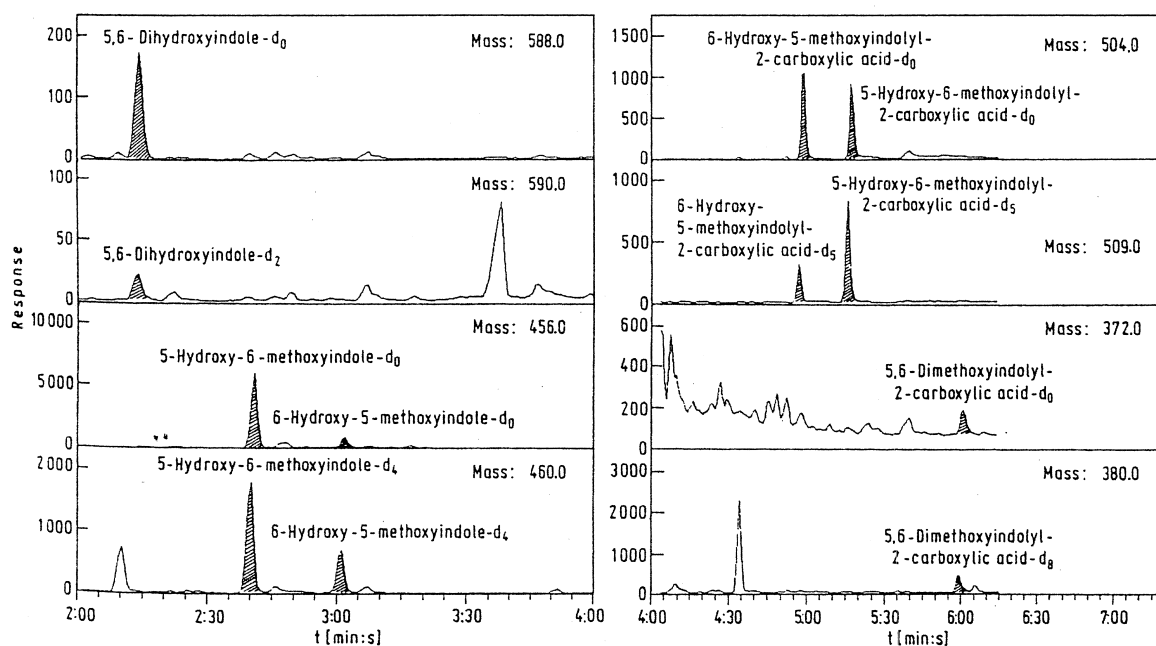 200
100
0
5,6-Dihydroxyindole-d₀
Mass: 588.0
100
50
0
Mass: 590.0
5,6-Dihydroxyindole-d₂
Response
10000
5000
0
Mass: 456.0
5-Hydroxy-6-methoxyindole-d₀
6-Hydroxy-5-methoxyindole-d₀
2000
1000
0
5-Hydroxy-6-methoxyindole-d₄
Mass: 460.0
6-Hydroxy-5-methoxyindole-d₄
2:00 2:30 3:00 3:30 4:00
t [min:s]
1500
1000
500
0
6-Hydroxy-5-methoxyindolyl-
2-carboxylic acid-d₀
Mass: 504.0
5-Hydroxy-6-methoxyindolyl-
2-carboxylic acid-d₀
1000
500
0
5-Hydroxy-6-methoxyindolyl-
2-carboxylic acid-d₅
6-Hydroxy-
5-methoxyindolyl-
2-carboxylic acid-d₅
Mass: 509.0
600
400
200
0
Mass: 372.0
5,6-Dimethoxyindolyl-
2-carboxylic acid-d₀
3000
2000
1000
0
Mass: 380.0
5,6-Dimethoxyindolyl-
2-carboxylic acid-d₈
4:00 4:30 5:00 5:30 6:00 7:00
t [min:s]